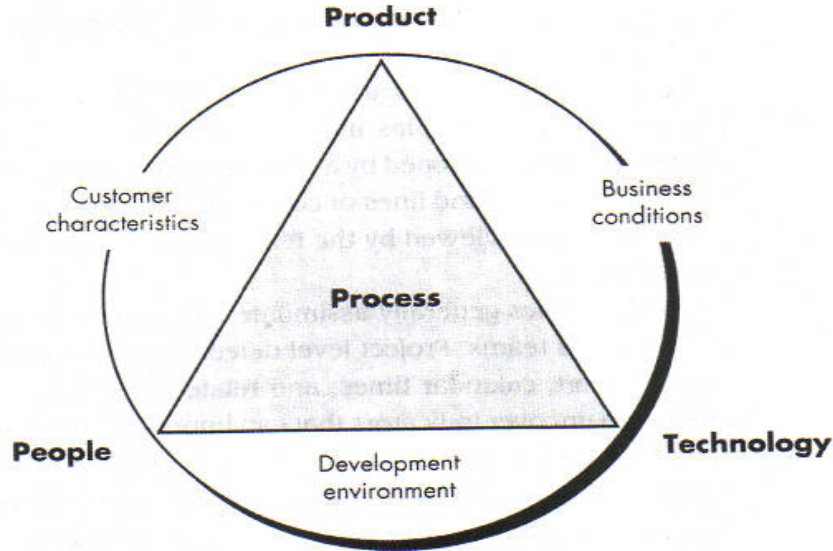 Product
Customer
characteristics
Business
conditions
Process
People
Technology
Development
environment